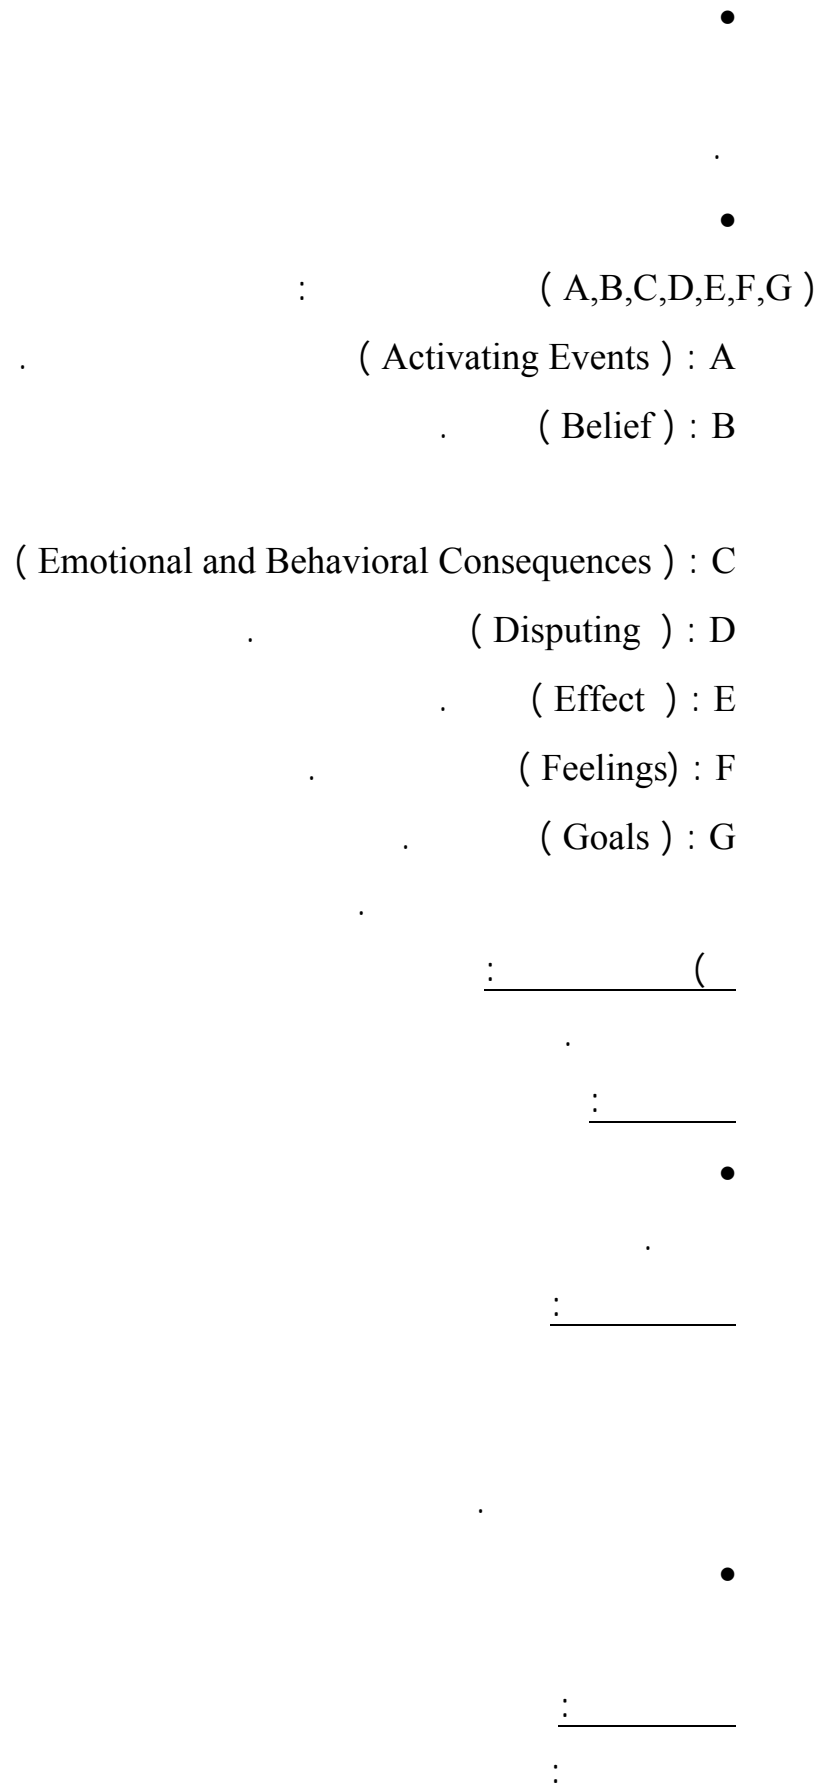 •
.
•
( A,B,C,D,E,F,G ) :
A : ( Activating Events ) .
B : ( Belief ) .
C : ( Emotional and Behavioral Consequences )
D : ( Disputing ) .
E : ( Effect ) .
F : ( Feelings) .
G : ( Goals ) .
.
( :
.
:
•
.
:
.
•
:
: